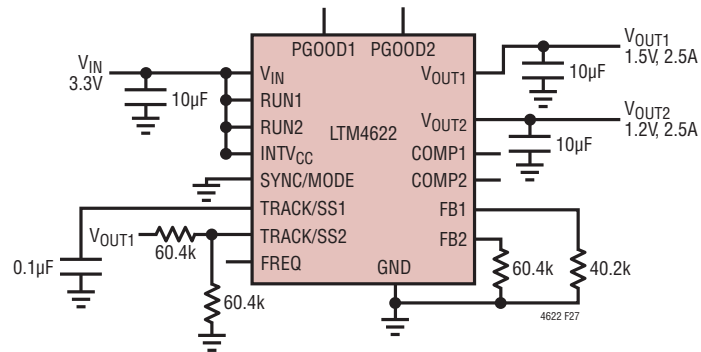 PGOOD1 PGOOD2
VIN
3.3V
10µF
VIN
RUN1
RUN2
INTVCC
SYNC/MODE
TRACK/SS1
TRACK/SS2
FREQ
LTM4622
GND
VOUT1
VOUT2
COMP1
COMP2
FB1
FB2
VOUT1
1.5V, 2.5A
10µF
VOUT2
1.2V, 2.5A
10µF
VOUT1
60.4k
0.1µF
60.4k
60.4k
40.2k
4622 F27